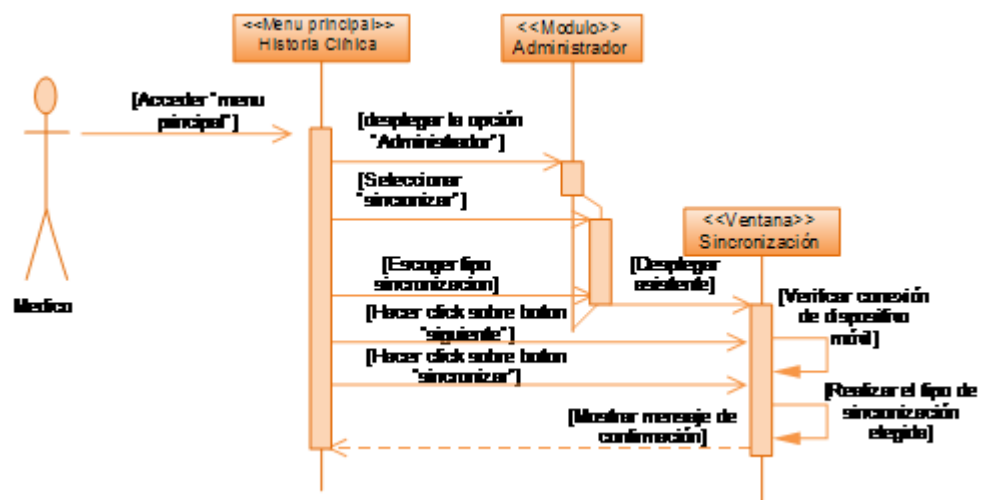 <<Menu principal>>
Historia Clínica
<<Modulo>>
Administrador
[Acceder "menu
principal"]
[desplegar la opción
"Administrador"]
[Seleccionar
"sincronizar"]
<<Ventana>>
Sincronización
[Escoger tipo
sincronizacion]
[Desplegar
asistente]
[Verificar conexión
de dispositivo
móvil]
Medico
[Hacer click sobre boton
"siguiente"]
[Hacer click sobre boton
"sincronizar"]
[Realizar el tipo de
sincronización
elegida]
[Mostrar mensaje de
confirmación]